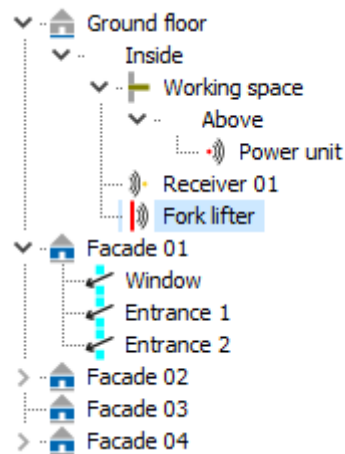 Ground floor
Inside
Working space
Above
Power unit
Receiver 01
Fork lifter
Facade 01
Window
Entrance 1
Entrance 2
Facade 02
Facade 03
Facade 04